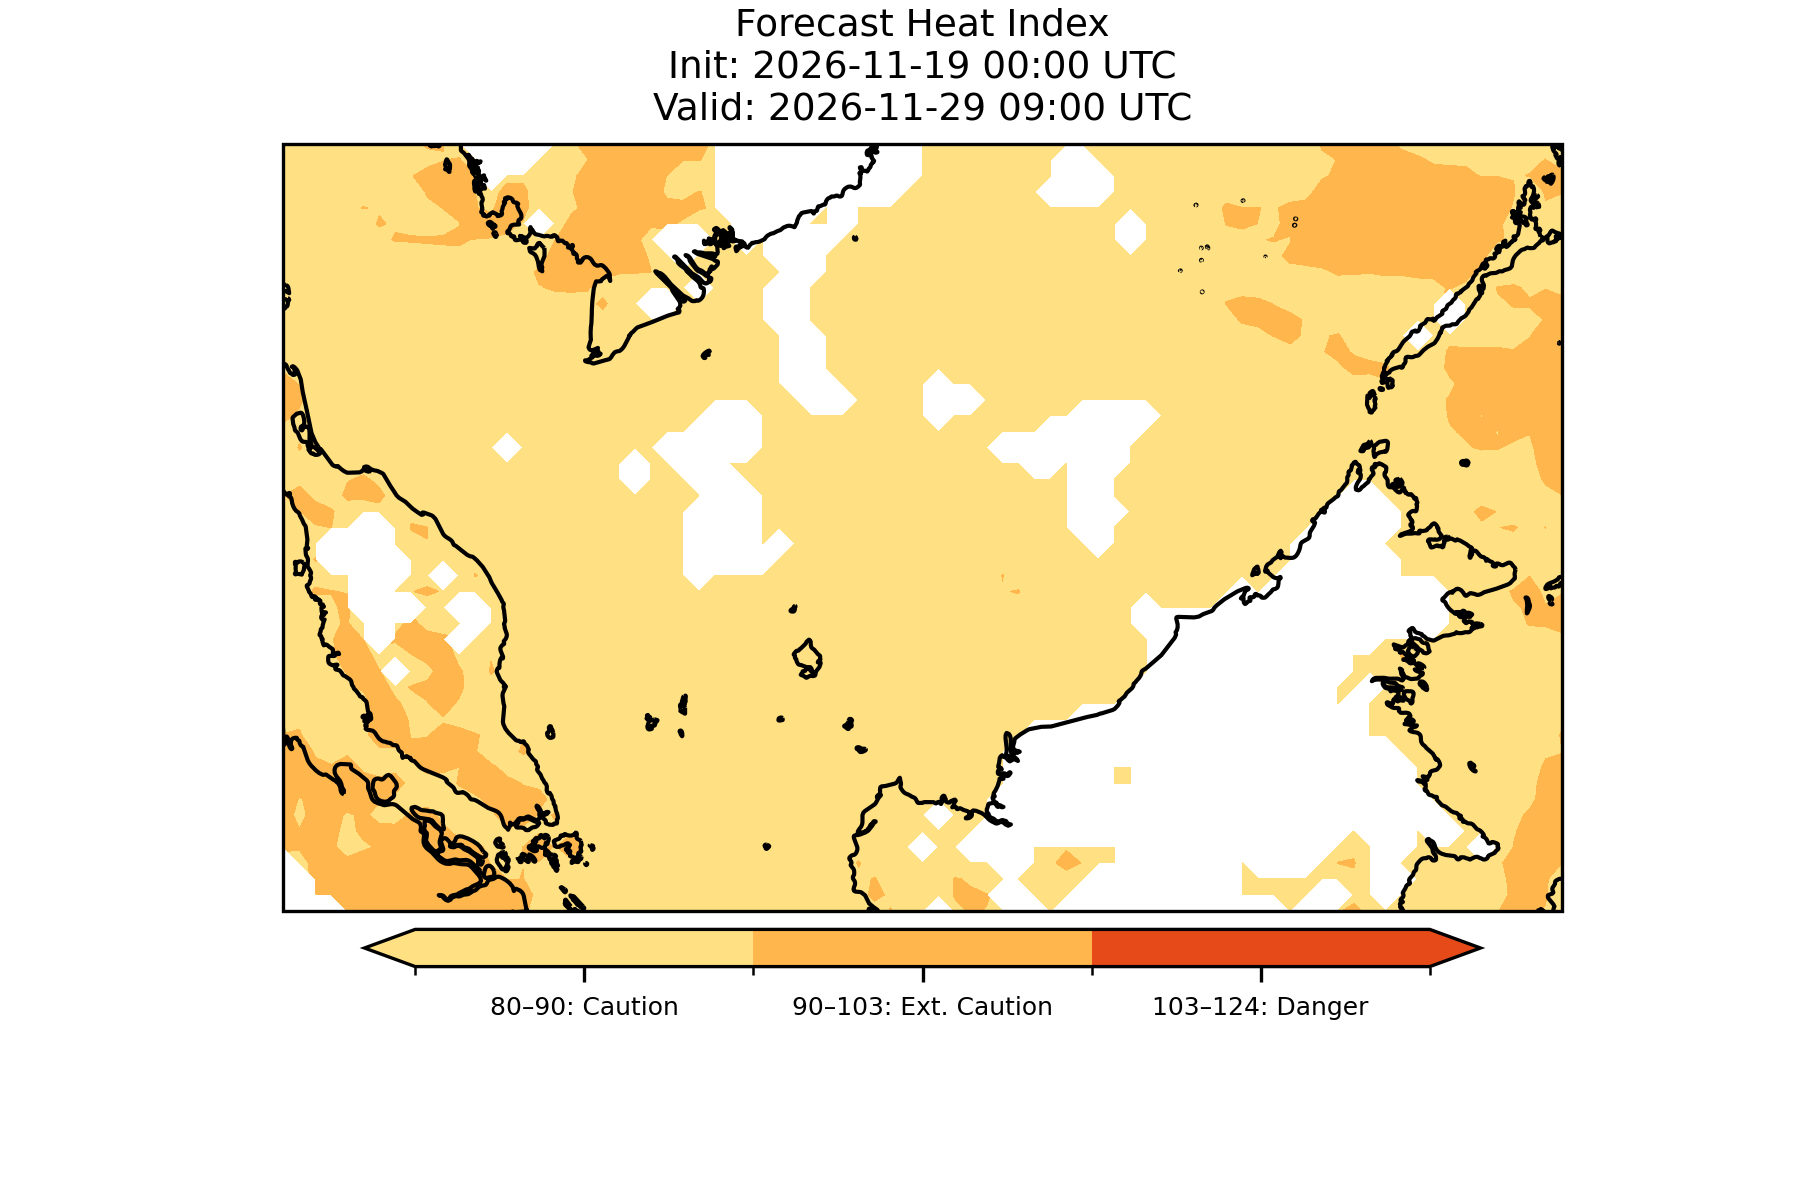 Forecast Heat Index
Init: 2026-11-19 00:00 UTC
Valid: 2026-11-29 09:00 UTC
80–90: Caution
90–103: Ext. Caution
103–124: Danger